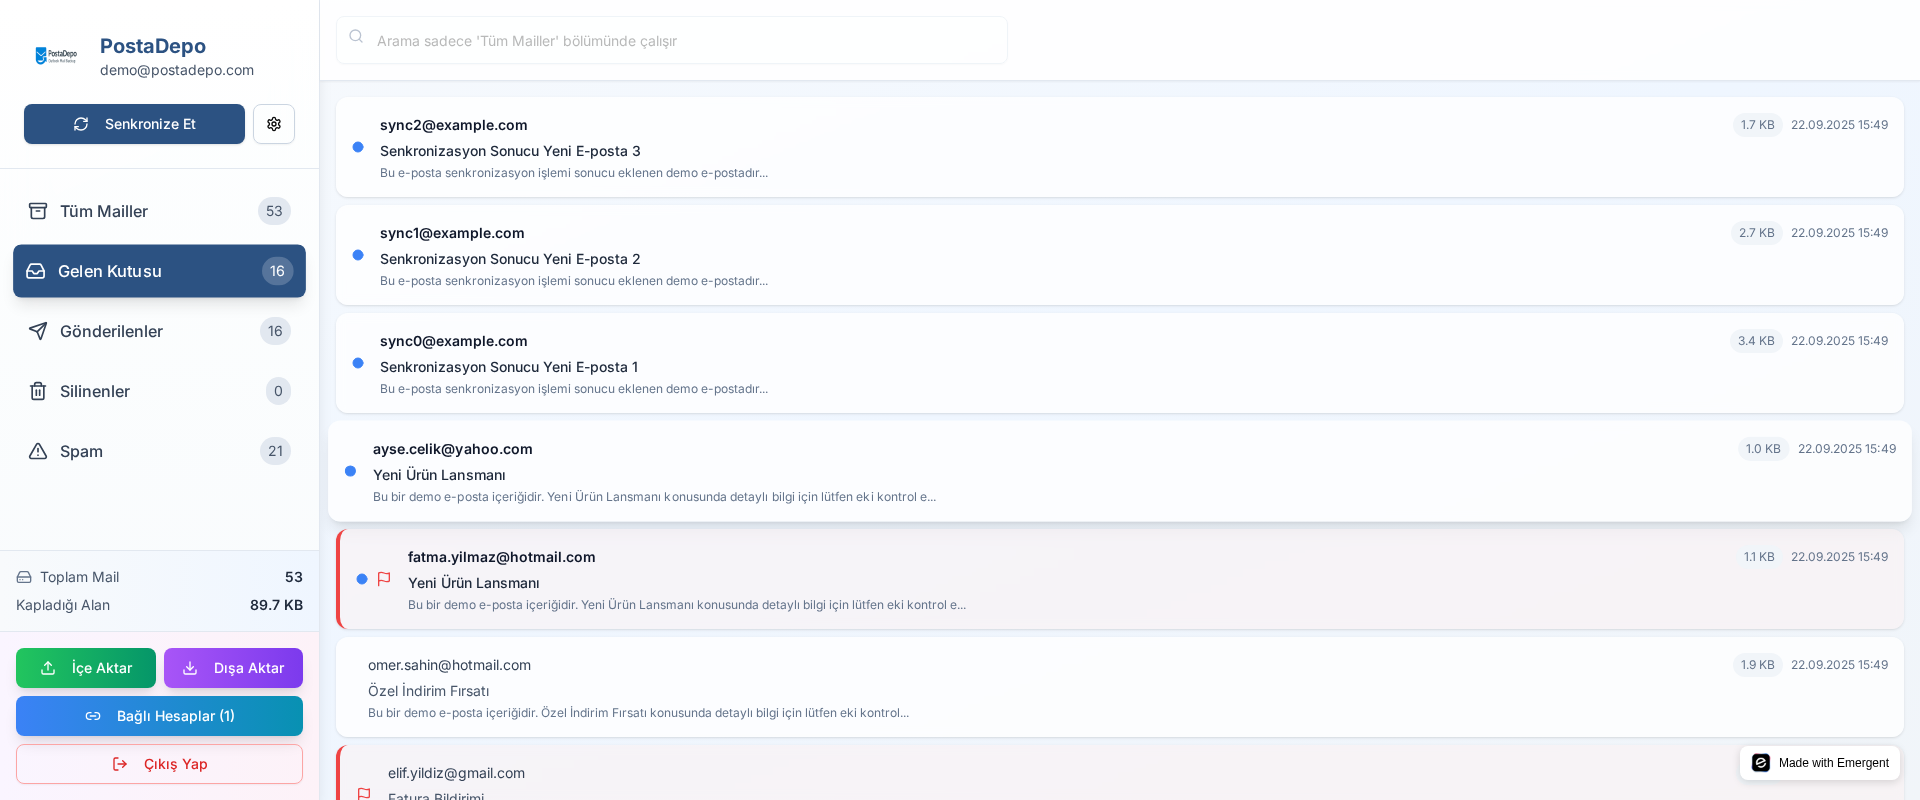 PostaDepo
PostaDepo
demo@postadepo.com
Senkronize Et
Tüm Mailler 53
Gelen Kutusu 16
Gönderilenler 16
Silinenler 0
Spam 21
Toplam Mail 53
Kapladığı Alan 89.7 KB
İçe Aktar
Dışa Aktar
Bağlı Hesaplar (1)
Çıkış Yap
Arama sadece 'Tüm Mailler' bölümünde çalışır
sync2@example.com 1.7 KB 22.09.2025 15:49
Senkronizasyon Sonucu Yeni E-posta 3
Bu e-posta senkronizasyon işlemi sonucu eklenen demo e-postadır...
sync1@example.com 2.7 KB 22.09.2025 15:49
Senkronizasyon Sonucu Yeni E-posta 2
Bu e-posta senkronizasyon işlemi sonucu eklenen demo e-postadır...
sync0@example.com 3.4 KB 22.09.2025 15:49
Senkronizasyon Sonucu Yeni E-posta 1
Bu e-posta senkronizasyon işlemi sonucu eklenen demo e-postadır...
ayse.celik@yahoo.com 1.0 KB 22.09.2025 15:49
Yeni Ürün Lansmanı
Bu bir demo e-posta içeriğidir. Yeni Ürün Lansmanı konusunda detaylı bilgi için lütfen eki kontrol e...
fatma.yilmaz@hotmail.com 1.1 KB 22.09.2025 15:49
Yeni Ürün Lansmanı
Bu bir demo e-posta içeriğidir. Yeni Ürün Lansmanı konusunda detaylı bilgi için lütfen eki kontrol e...
omer.sahin@hotmail.com 1.9 KB 22.09.2025 15:49
Özel İndirim Fırsatı
Bu bir demo e-posta içeriğidir. Özel İndirim Fırsatı konusunda detaylı bilgi için lütfen eki kontrol...
elif.yildiz@gmail.com
Fatura Bildirimi
Made with Emergent